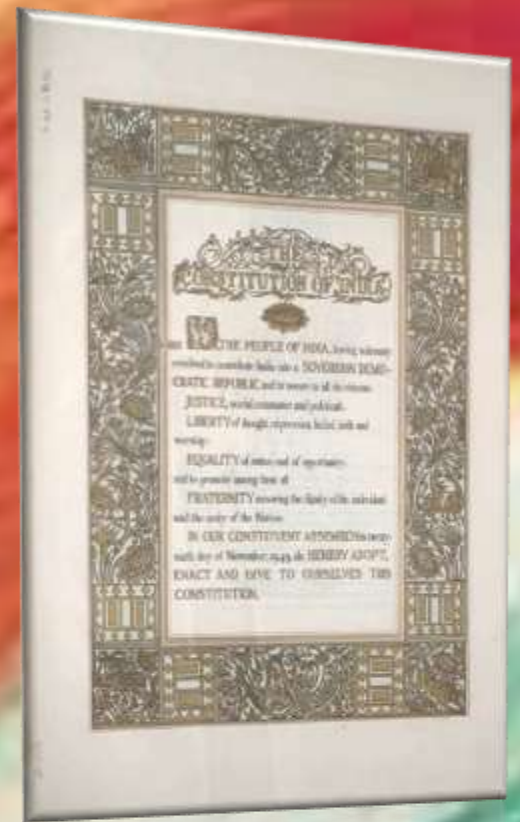 THE
CONSTITUTION OF INDIA
WE, THE PEOPLE OF INDIA, having solemnly
resolved to constitute India into a SOVEREIGN DEMO-
CRATIC REPUBLIC and to secure to all its citizens:
JUSTICE, social, economic and political;
LIBERTY of thought, expression, belief, faith and
worship;
EQUALITY of status and of opportunity;
and to promote among them all
FRATERNITY assuring the dignity of the individual
and the unity of the Nation;
IN OUR CONSTITUENT ASSEMBLY this twenty-
sixth day of November, 1949, do HEREBY ADOPT,
ENACT AND GIVE TO OURSELVES THIS
CONSTITUTION.